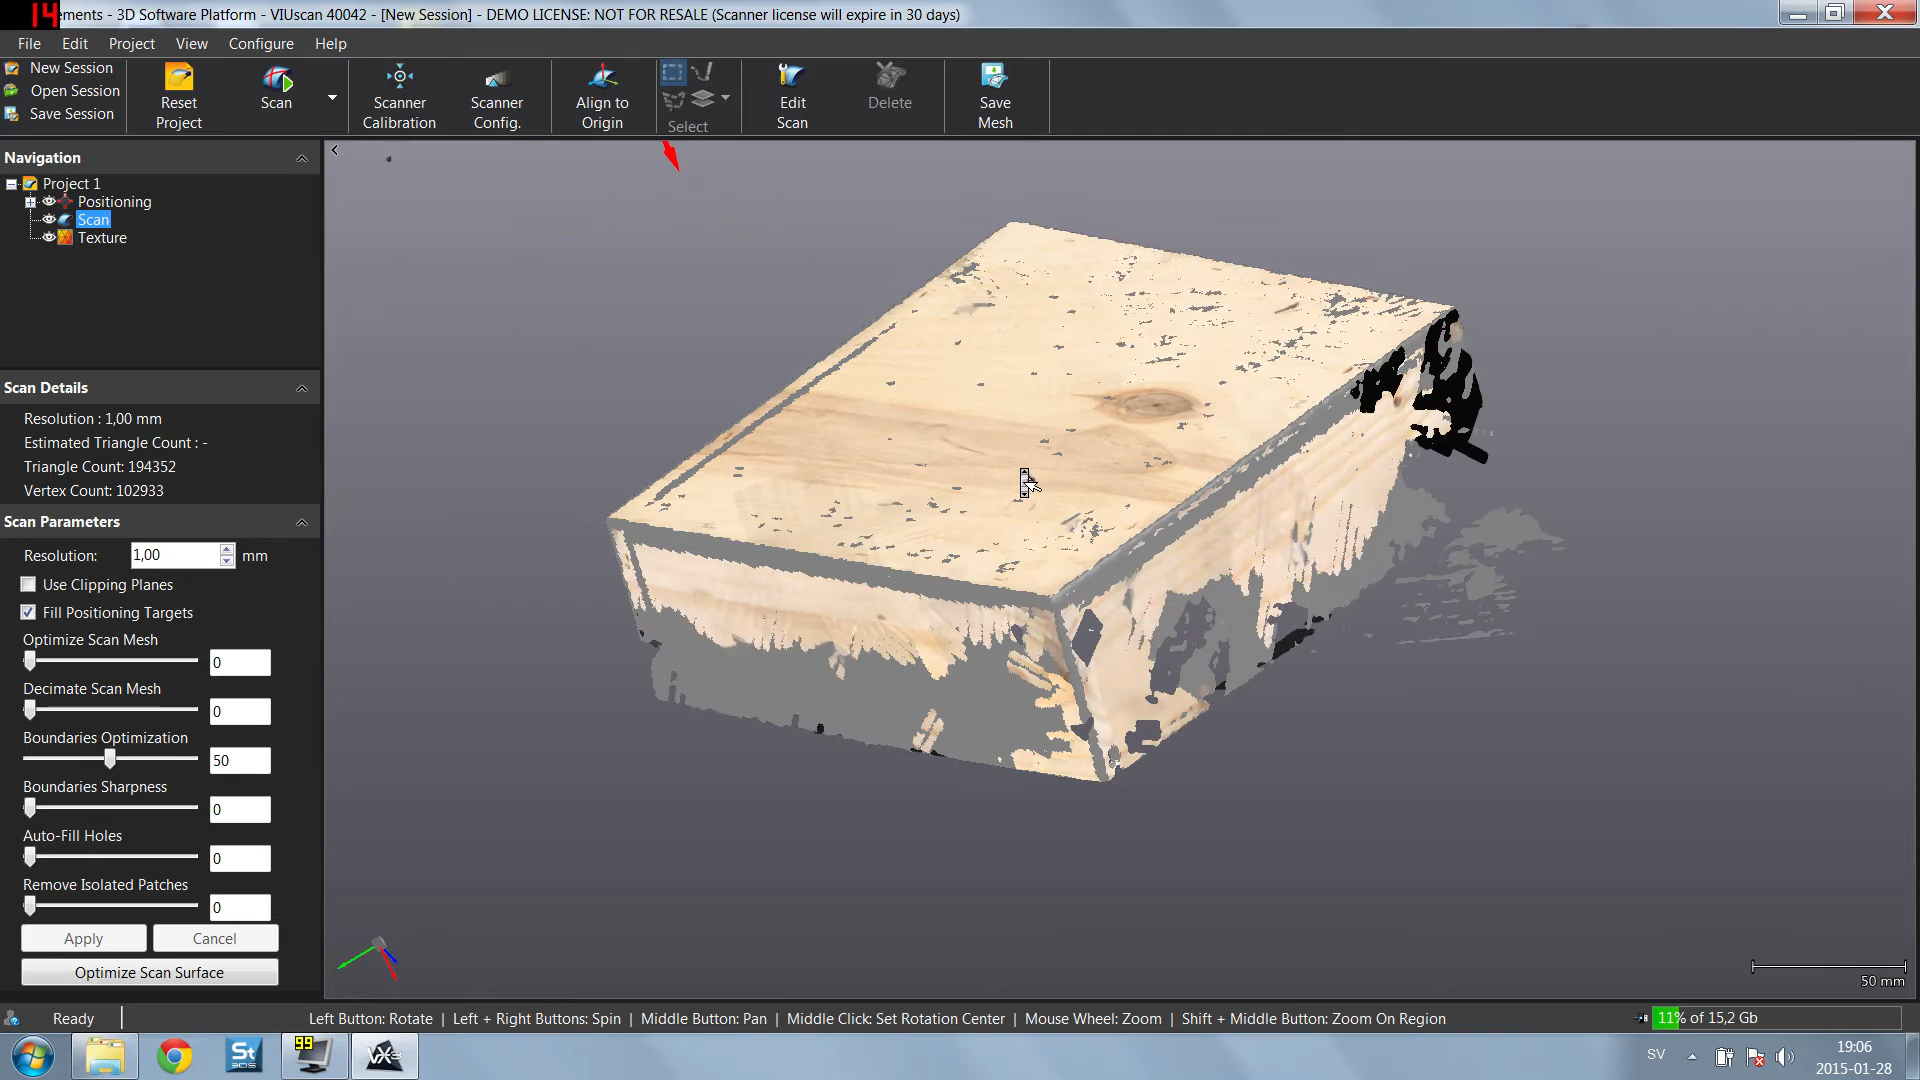 14
ements - 3D Software Platform - VIUscan 40042 - [New Session] - DEMO LICENSE: NOT FOR RESALE (Scanner license will expire in 30 days)
File Edit Project View Configure Help
New Session
Open Session
Save Session
Reset
Project
Scan
Scanner
Calibration
Scanner
Config.
Align to
Origin
Select
Edit
Scan
Delete
Save
Mesh
Navigation
Project 1
Positioning
Scan
Texture
Scan Details
Resolution : 1,00 mm
Estimated Triangle Count : -
Triangle Count: 194352
Vertex Count: 102933
Scan Parameters
Resolution: 1,00 mm
Use Clipping Planes
Fill Positioning Targets
Optimize Scan Mesh
0
Decimate Scan Mesh
0
Boundaries Optimization
50
Boundaries Sharpness
0
Auto-Fill Holes
0
Remove Isolated Patches
0
Apply Cancel
Optimize Scan Surface
50 mm
Ready
Left Button: Rotate | Left + Right Buttons: Spin | Middle Button: Pan | Middle Click: Set Rotation Center | Mouse Wheel: Zoom | Shift + Middle Button: Zoom On Region
11% of 15,2 Gb
St
3DS
99
VX
SV
19:06
2015-01-28